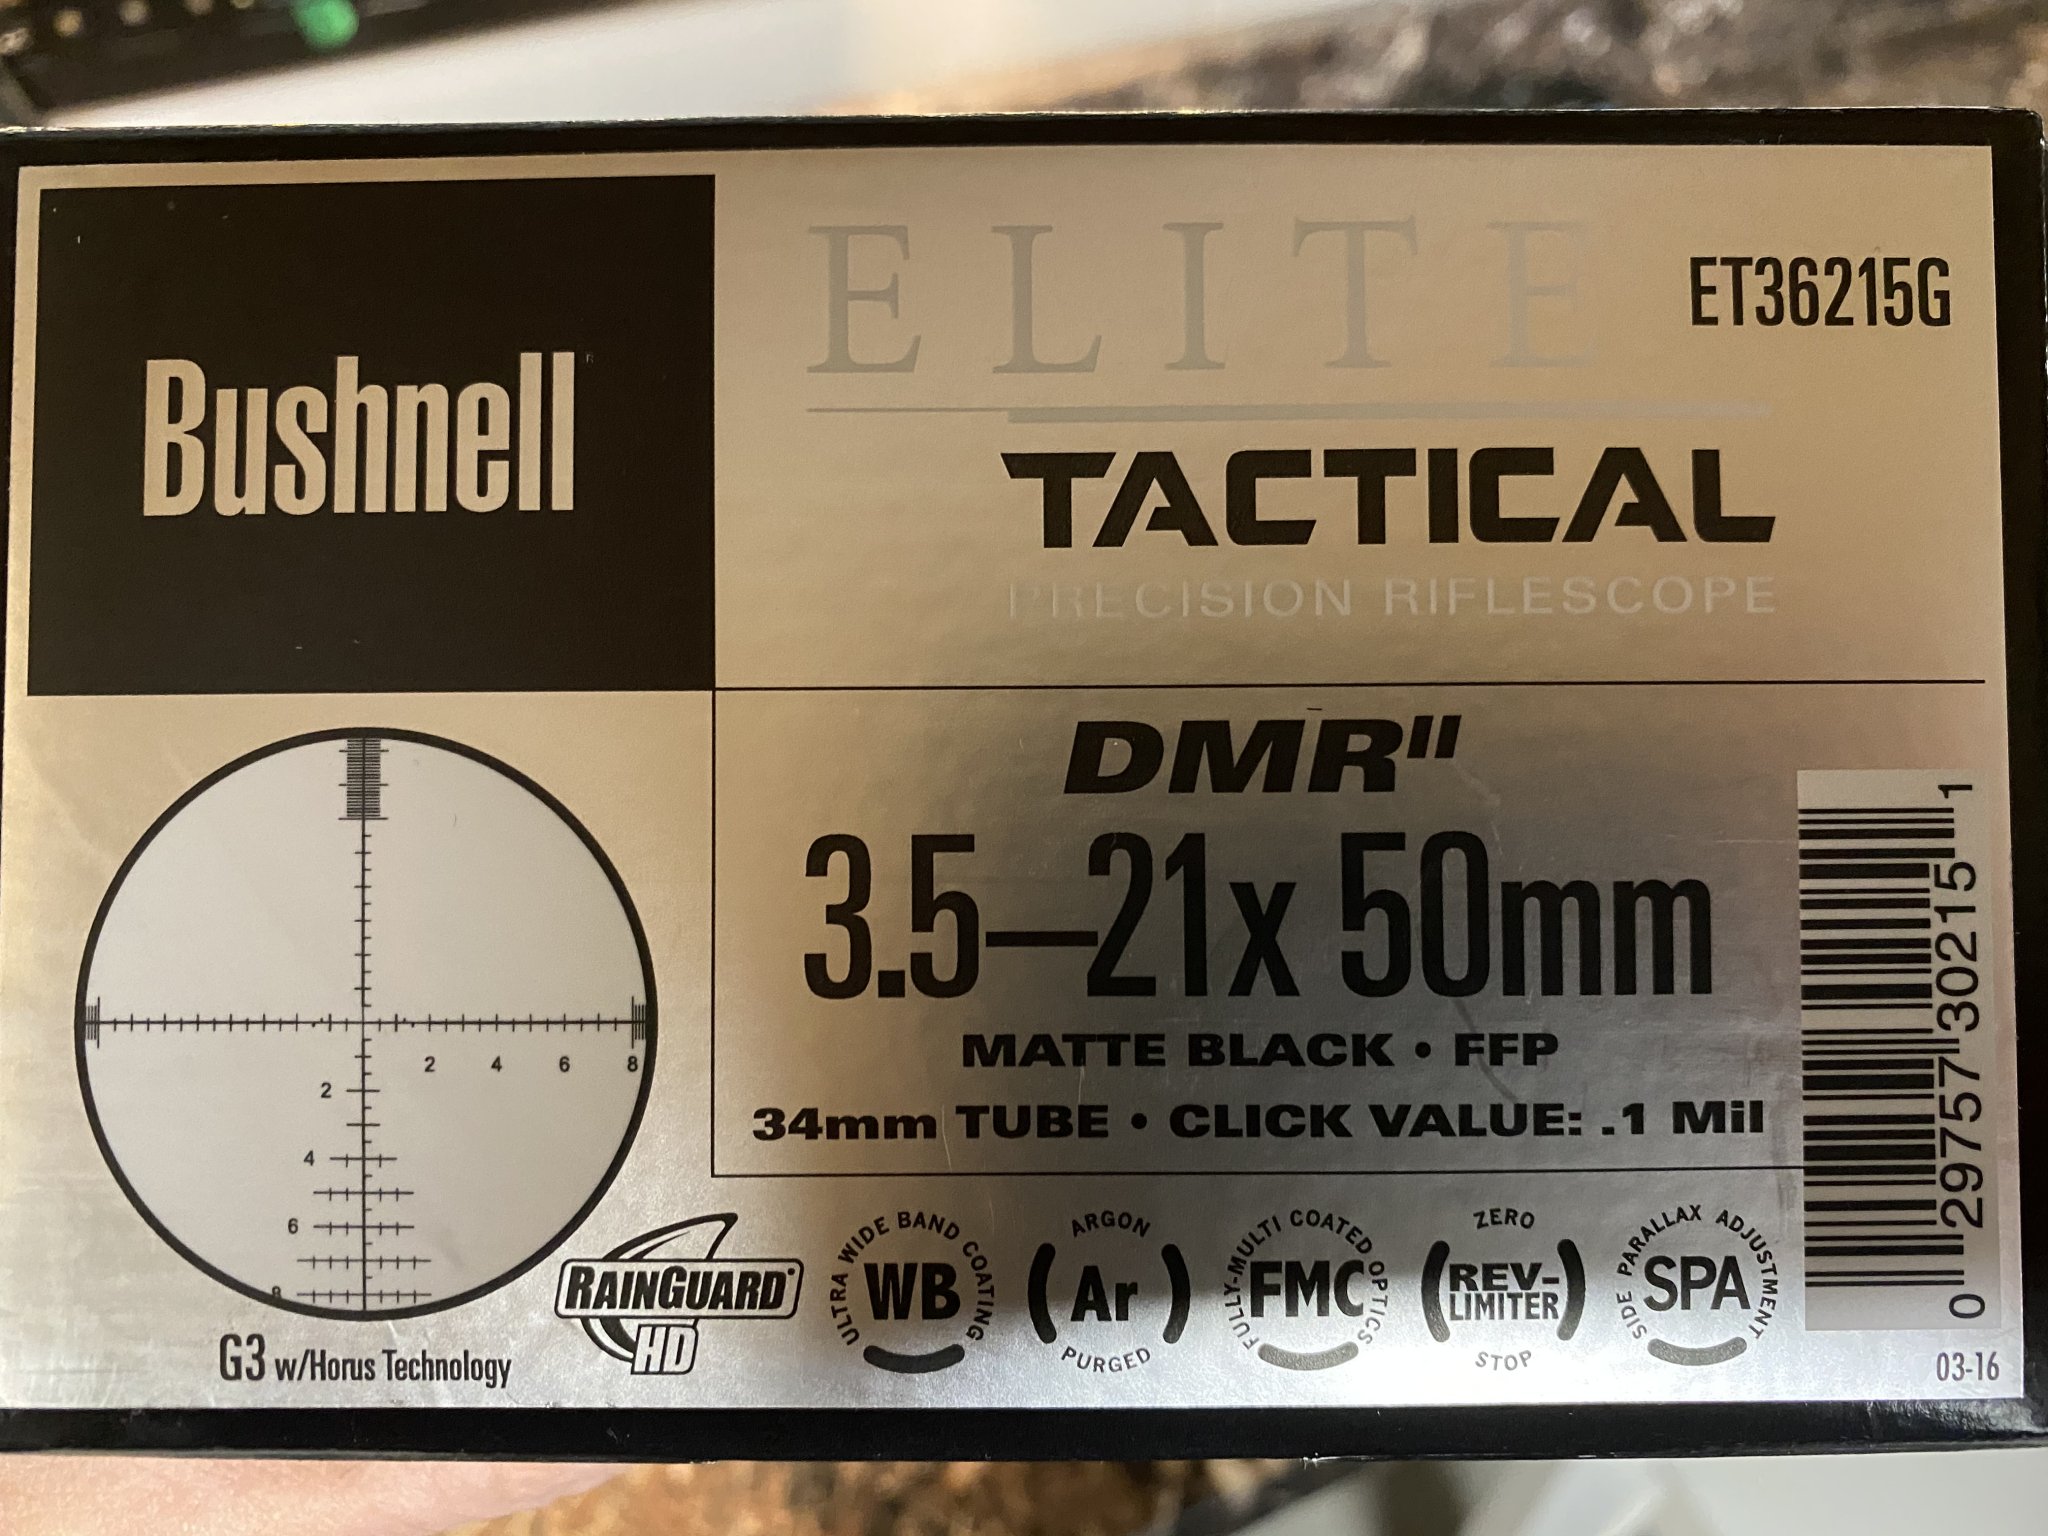 Bushnell
ELITE
TACTICAL
PRECISION RIFLESCOPE
ET36215G
DMR"
3.5–21x 50mm
MATTE BLACK • FFP
34mm TUBE • CLICK VALUE: .1 Mil
2 4 6 8
2
4
6
8
G3 w/Horus Technology
RAINGUARD
HD
ULTRA WIDE BAND COATING
WB
ARGON
Ar
PURGED
FULLY-MULTI COATED OPTICS
FMC
ZERO
REV-
LIMITER
STOP
SIDE PARALLAX ADJUSTMENT
SPA
0 29757 30215 1
03-16